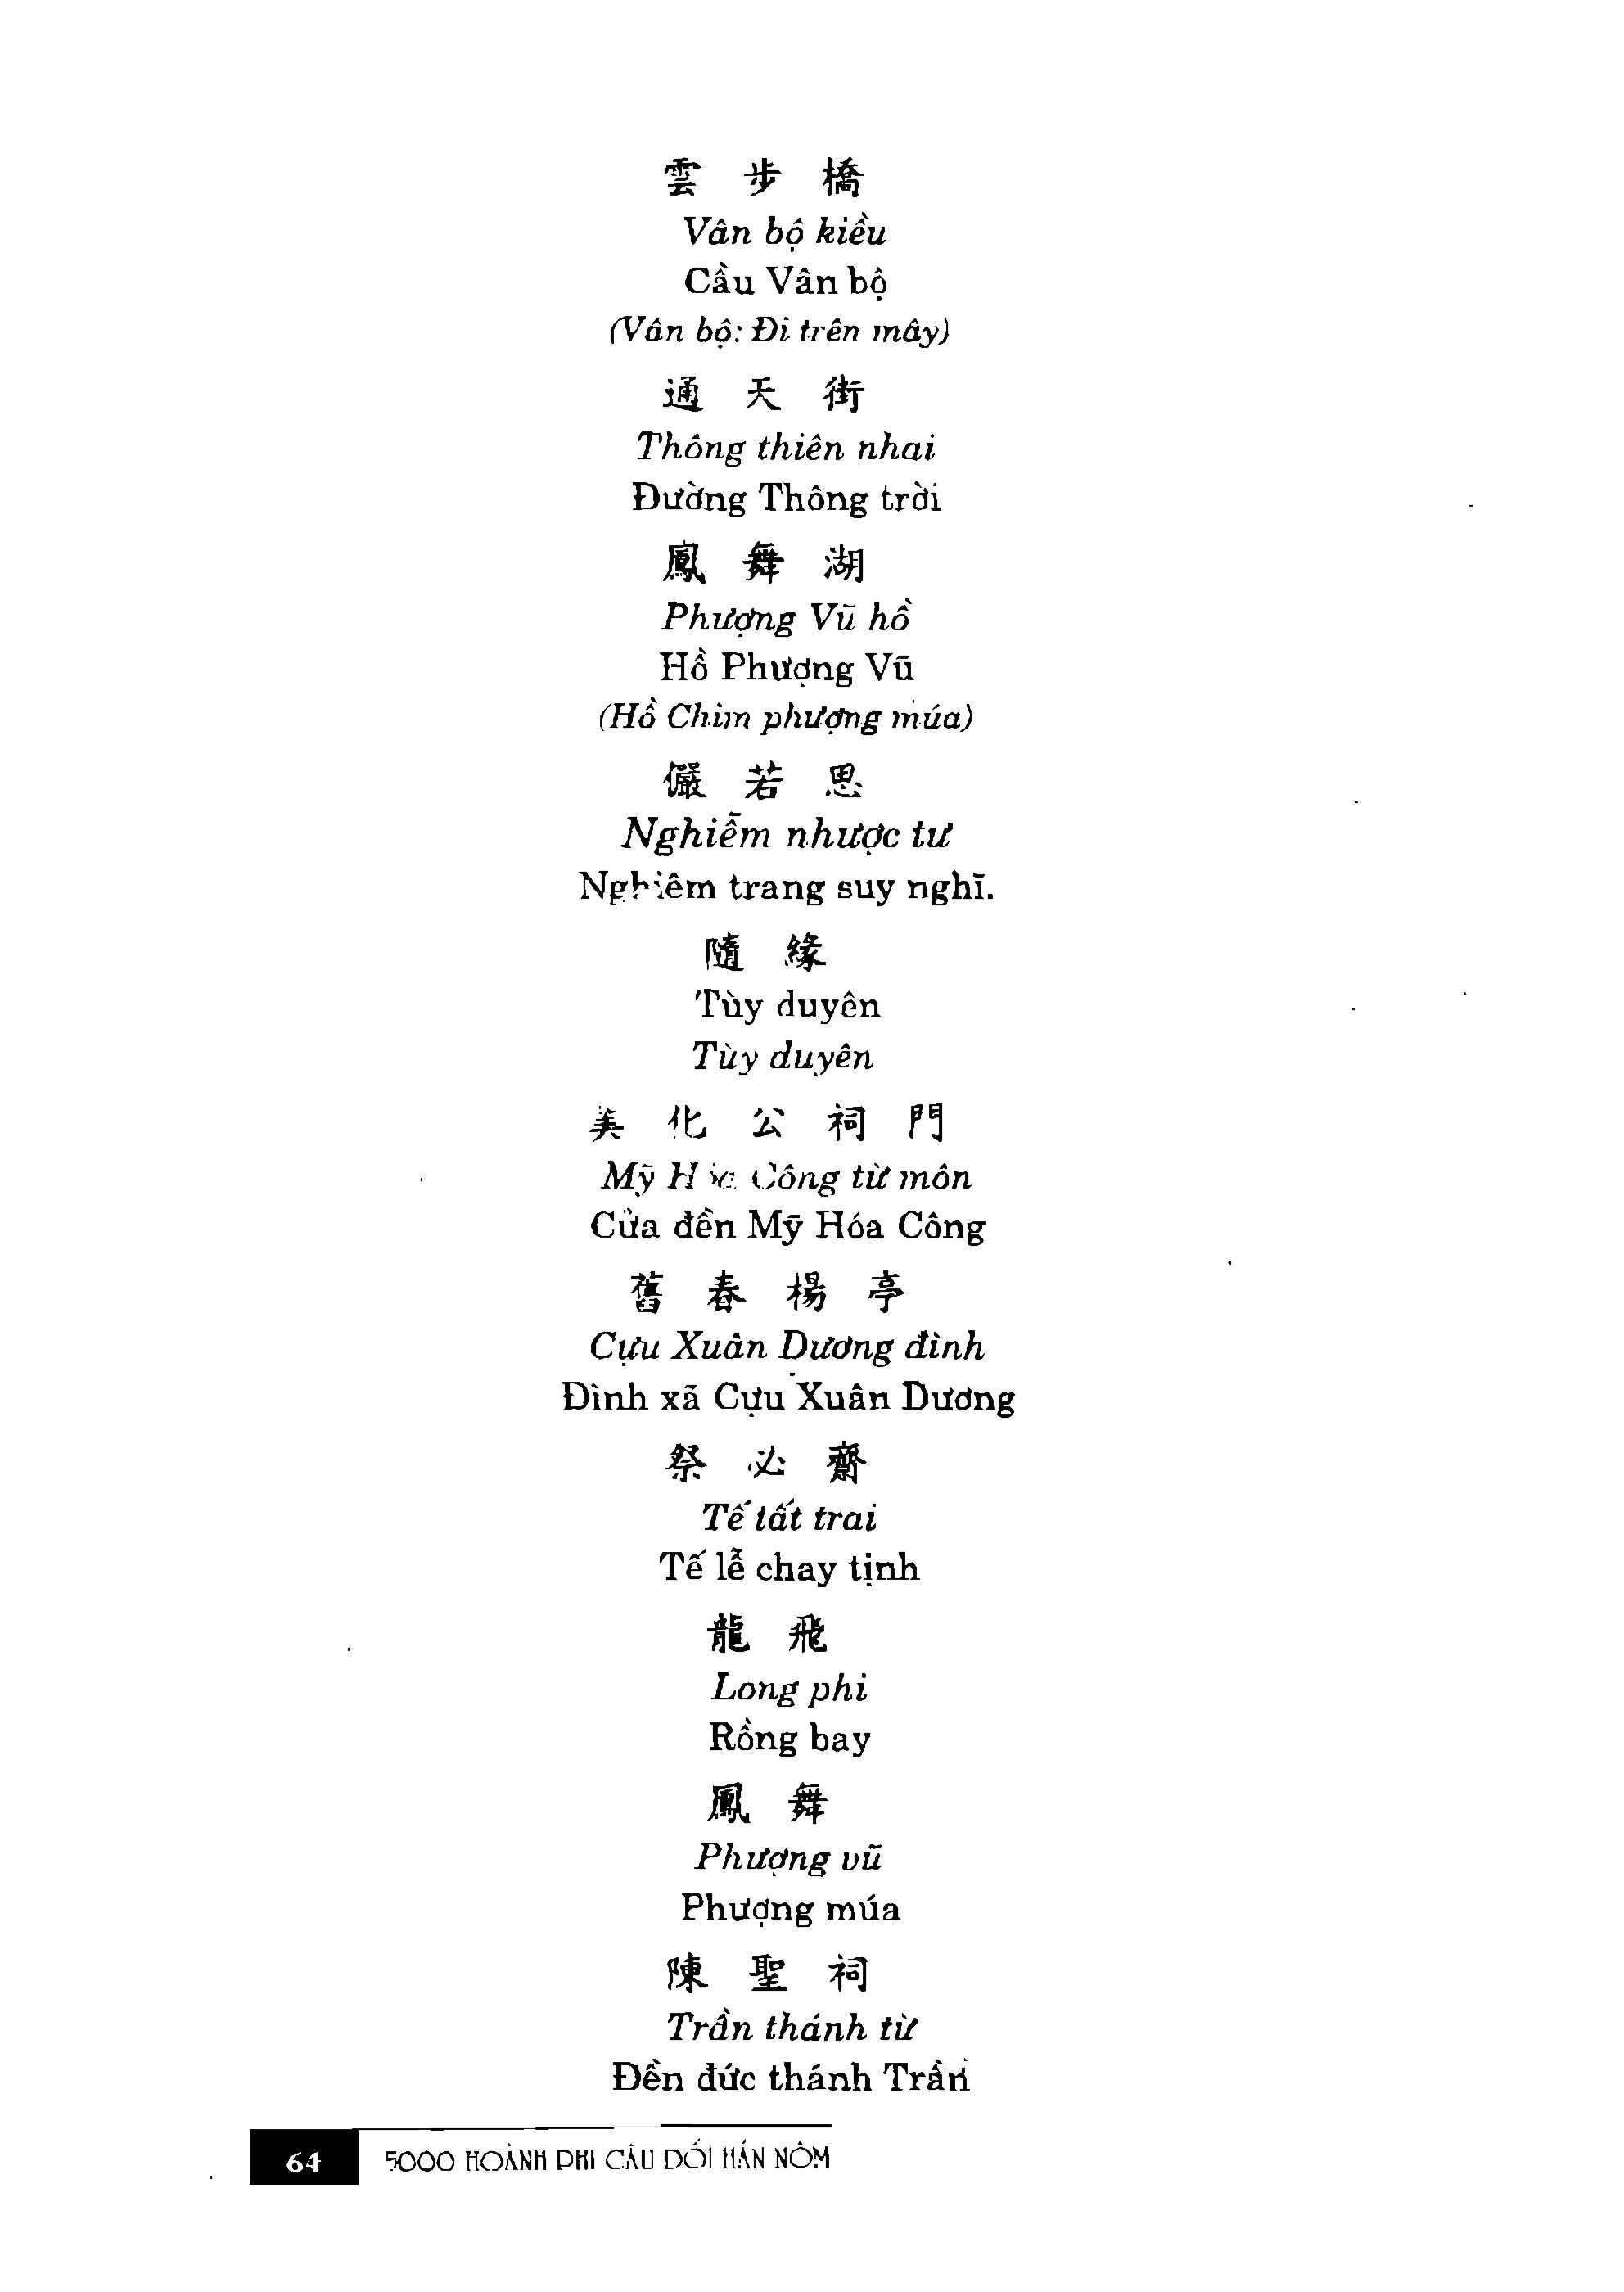 雲 步 橋
Vân bộ kiều
Cầu Vân bộ
(Vân bộ: Đi trên mây)
通 天 街
Thông thiên nhai
Đường Thông trời
鳳 舞 湖
Phượng Vũ hồ
Hồ Phượng Vũ
(Hồ Chim phượng múa)
儼 若 思
Nghiễm nhược tư
Nghiêm trang suy nghĩ.
隨 緣
Tùy duyên
Tùy duyên
美 化 公 祠 門
Mỹ Hóa Công từ môn
Cửa đền Mỹ Hóa Công
舊 春 楊 亭
Cựu Xuân Dương đình
Đình xã Cựu Xuân Dương
祭 必 齋
Tế tất trai
Tế lễ chay tịnh
龍 飛
Long phi
Rồng bay
鳳 舞
Phượng vũ
Phượng múa
陳 聖 祠
Trần thánh từ
Đền đức thánh Trần
64 5000 HOÀNH PHI CÂU ĐỐI HÁN NÔM